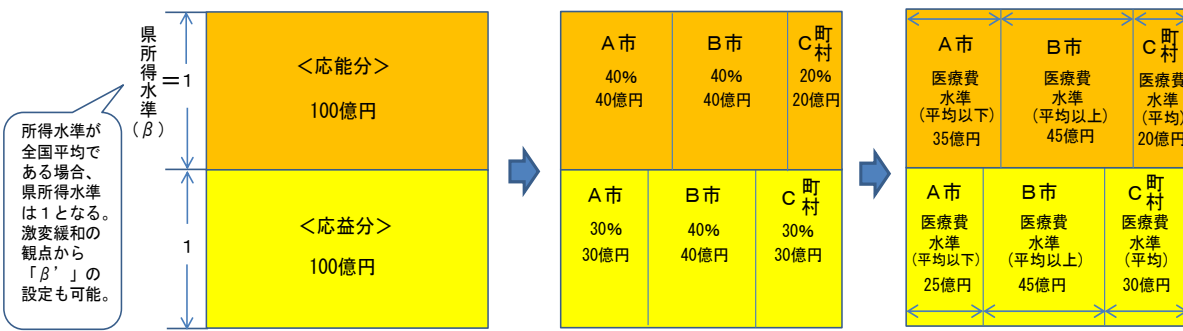 県所得水準(β)
＝1
1
所得水準が
全国平均で
ある場合、
県所得水準
は１となる。
激変緩和の
観点から
「β’」の
設定も可能。
＜応能分＞
100億円
＜応益分＞
100億円
Ａ市
40%
40億円
Ｂ市
40%
40億円
Ｃ町村
20%
20億円
Ａ市
30%
30億円
Ｂ市
40%
40億円
Ｃ町村
30%
30億円
Ａ市
医療費
水準
(平均以下)
35億円
Ｂ市
医療費
水準
(平均以上)
45億円
Ｃ町村
医療費
水準
(平均)
20億円
Ａ市
医療費
水準
(平均以下)
25億円
Ｂ市
医療費
水準
(平均以上)
45億円
Ｃ町村
医療費
水準
(平均)
30億円